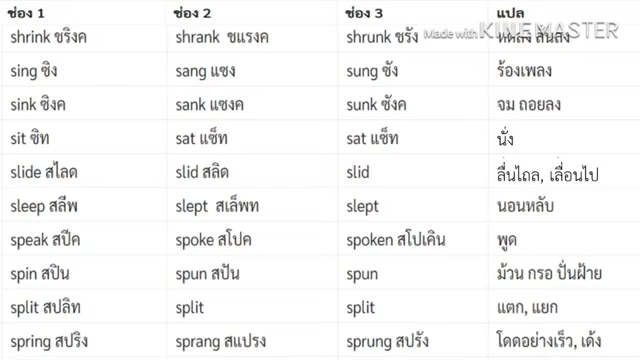 ช่อง 1 ช่อง 2 ช่อง 3 แปล
shrink ชริงค shrank ชแรงค shrunk ชรัง หดลง สั้นลง
Made with KINEMASTER
sing ซิง sang แซง sung ซัง ร้องเพลง
sink ซิงค sank แซงค sunk ซังค จม ถอยลง
sit ซิท sat แซ็ท sat แซ็ท นั่ง
slide สไลด slid สลิด slid ลื่นไถล, เลื่อนไป
sleep สลีพ slept สเล็พท slept นอนหลับ
speak สปีค spoke สโปค spoken สโปเคิน พูด
spin สปิน spun สปัน spun ม้วน กรอ ปั่นฝ้าย
split สปลิท split split แตก, แยก
spring สปริง sprang สแปรง sprung สปรัง โดดอย่างเร็ว, เด้ง